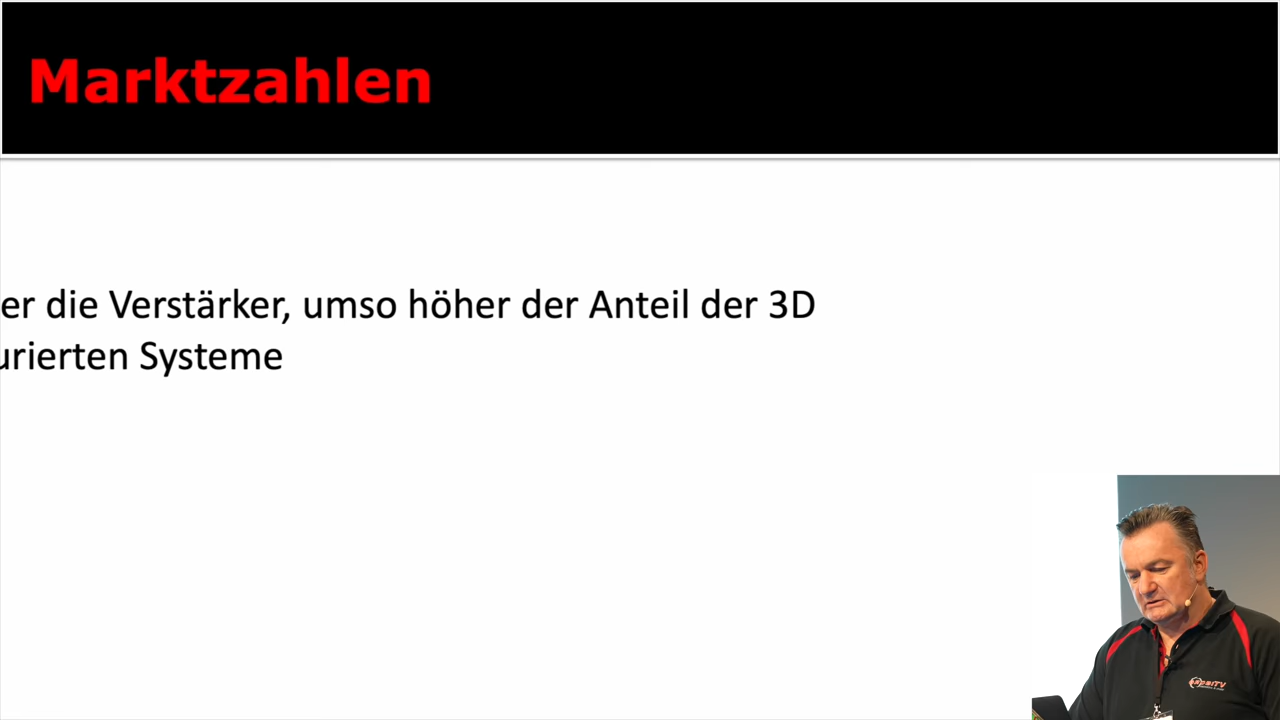 Marktzahlen
er die Verstärker, umso höher der Anteil der 3D
urierten Systeme